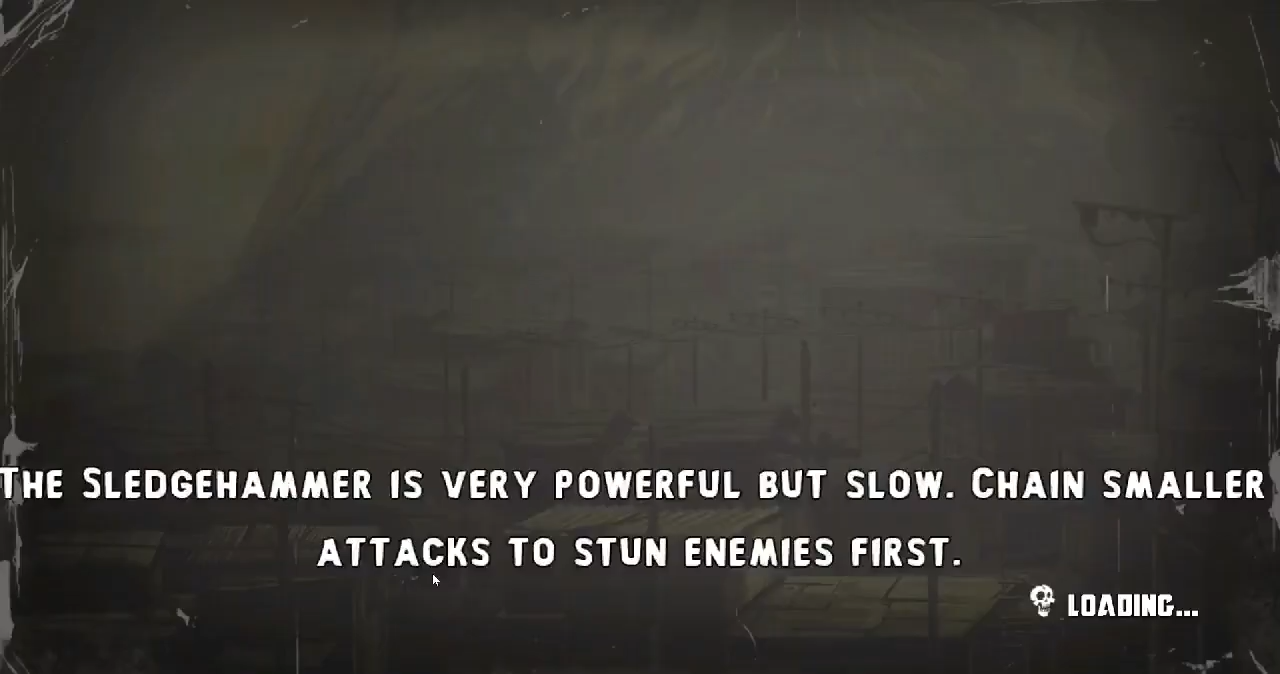 The Sledgehammer is very powerful but slow. Chain smaller
attacks to stun enemies first.
Loading...